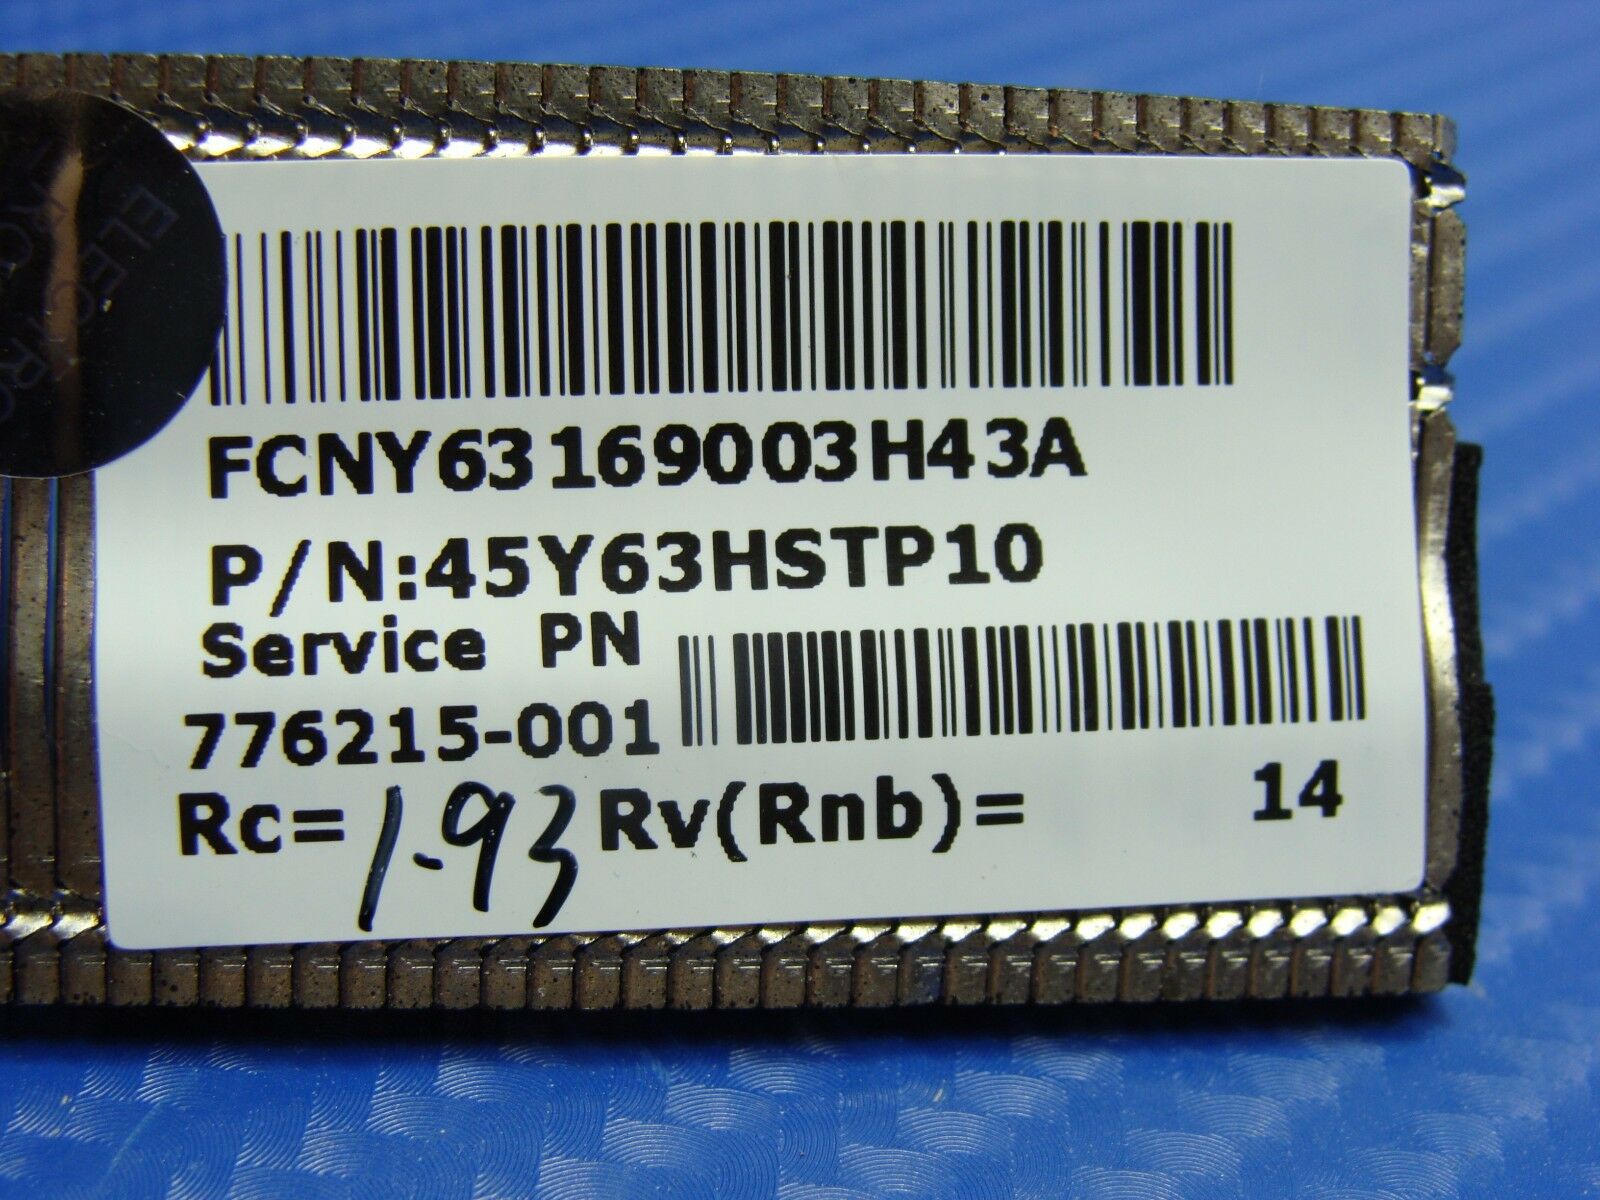 FCNY63169003H43A
P/N:45Y63HSTP10
Service PN
776215-001
Rc=1.93 Rv(Rnb)= 14